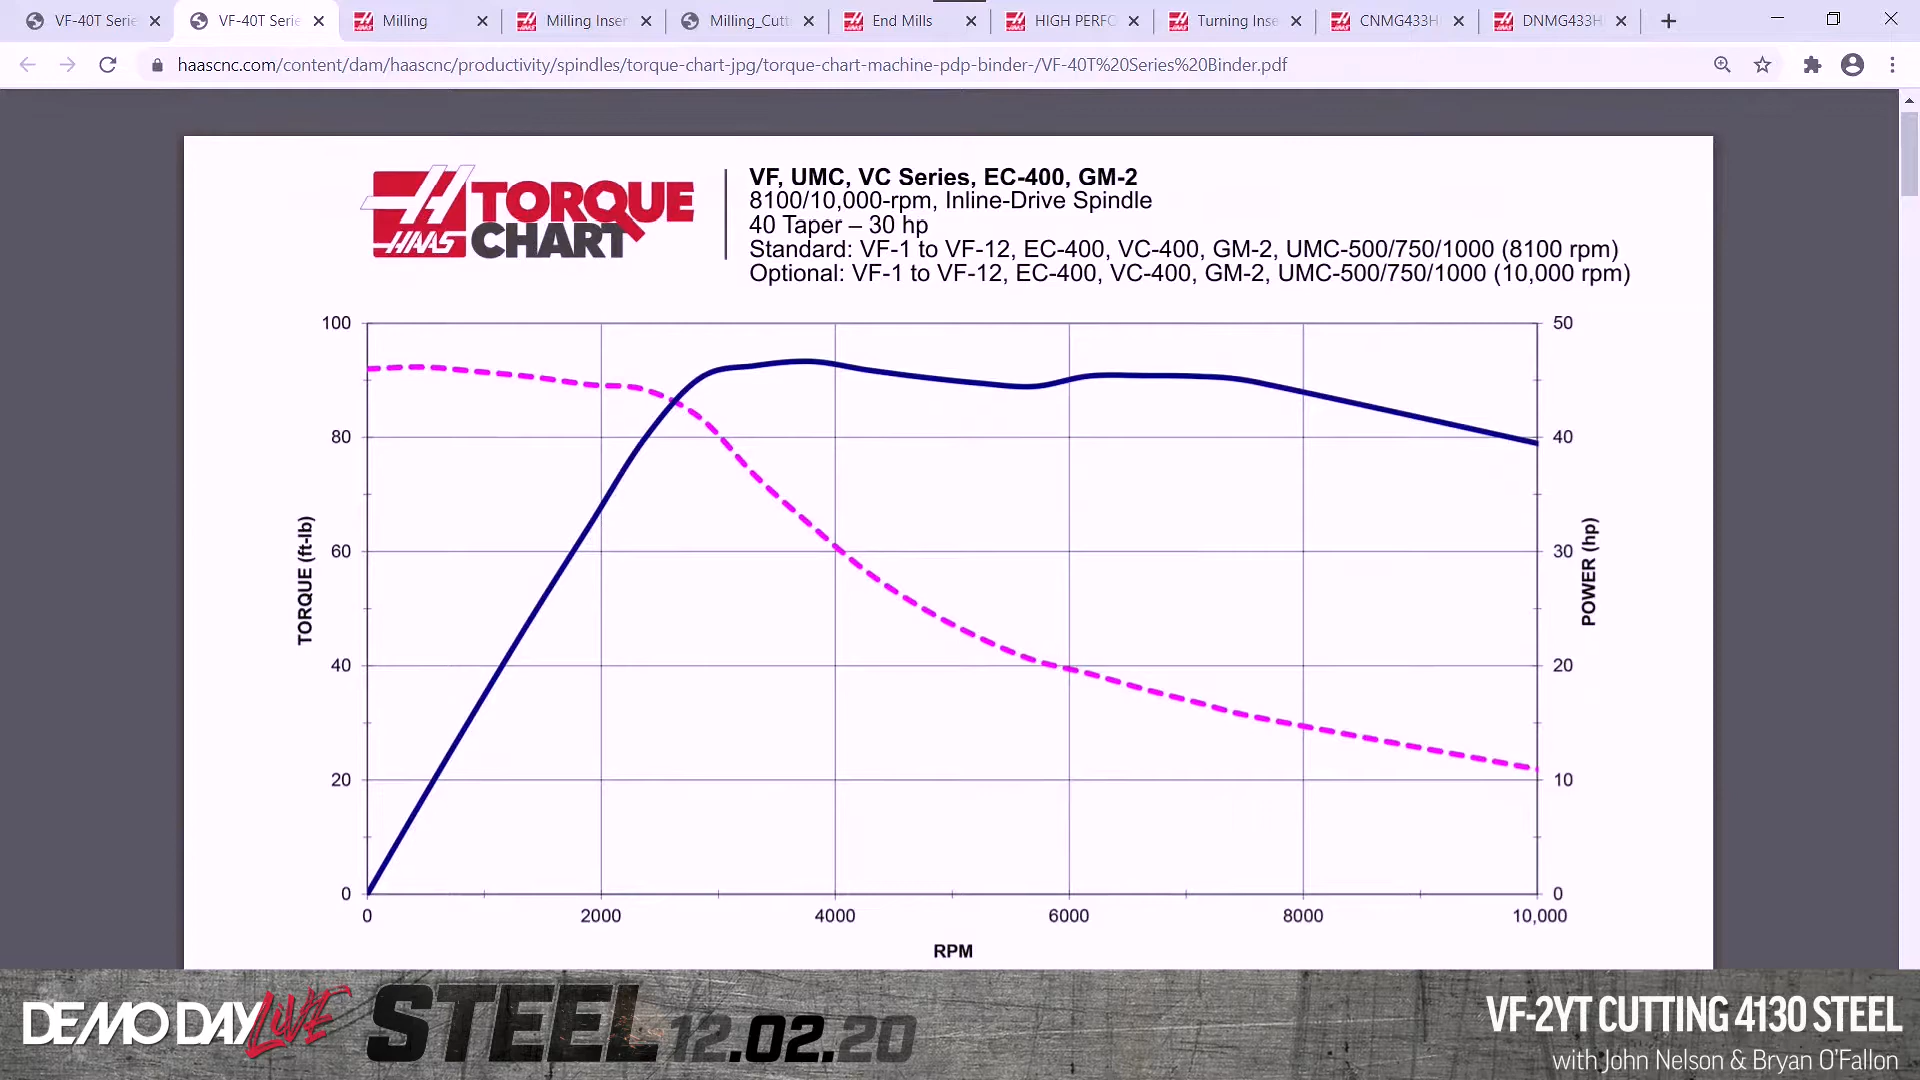 VF-40T Serie
VF-40T Serie
Milling
Milling Inser
Milling_Cutt
End Mills
HIGH PERFC
Turning Inse
CNMG433H
DNMG433H
haascnc.com/content/dam/haascnc/productivity/spindles/torque-chart-jpg/torque-chart-machine-pdp-binder-/VF-40T%20Series%20Binder.pdf
HAAS TORQUE CHART
VF, UMC, VC Series, EC-400, GM-2
8100/10,000-rpm, Inline-Drive Spindle
40 Taper – 30 hp
Standard: VF-1 to VF-12, EC-400, VC-400, GM-2, UMC-500/750/1000 (8100 rpm)
Optional: VF-1 to VF-12, EC-400, VC-400, GM-2, UMC-500/750/1000 (10,000 rpm)
100
80
60
40
20
0
TORQUE (ft-lb)
50
40
30
20
10
0
POWER (hp)
0
2000
4000
6000
8000
10,000
RPM
DEMO DAY LIVE
STEEL
12.02.20
VF-2YT CUTTING 4130 STEEL
with John Nelson & Bryan O'Fallon